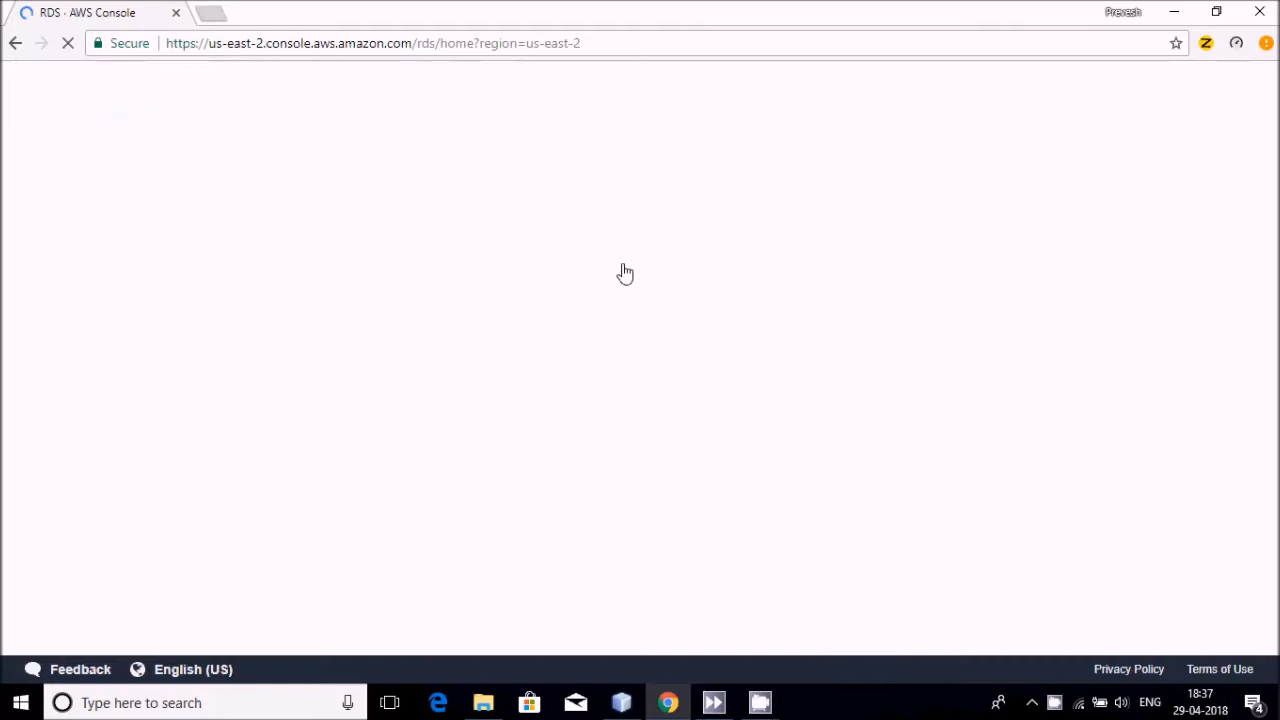 RDS · AWS Console
Prevesh
Secure
https://us-east-2.console.aws.amazon.com/rds/home?region=us-east-2
Feedback
English (US)
Privacy Policy
Terms of Use
Type here to search
ENG
18:37
29-04-2018
4